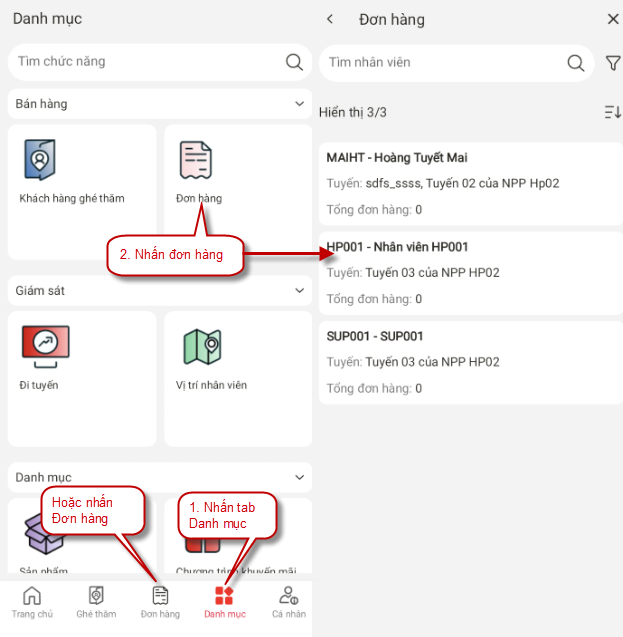 Danh mục
Tìm chức năng
Bán hàng
Khách hàng ghé thăm
Đơn hàng
2. Nhấn đơn hàng
Giám sát
Đi tuyến
Vị trí nhân viên
Danh mục
Hoặc nhấn
Đơn hàng
1. Nhấn tab
Danh mục
Sản phẩm
Chương trình khuyến mãi
Trang chủ
Ghé thăm
Đơn hàng
Danh mục
Cá nhân
Đơn hàng
Tìm nhân viên
Hiển thị 3/3
MAIHT - Hoàng Tuyết Mai
Tuyến: sdfs_ssss, Tuyến 02 của NPP Hp02
Tổng đơn hàng: 0
HP001 - Nhân viên HP001
Tuyến: Tuyến 03 của NPP HP02
Tổng đơn hàng: 0
SUP001 - SUP001
Tuyến: Tuyến 03 của NPP HP02
Tổng đơn hàng: 0